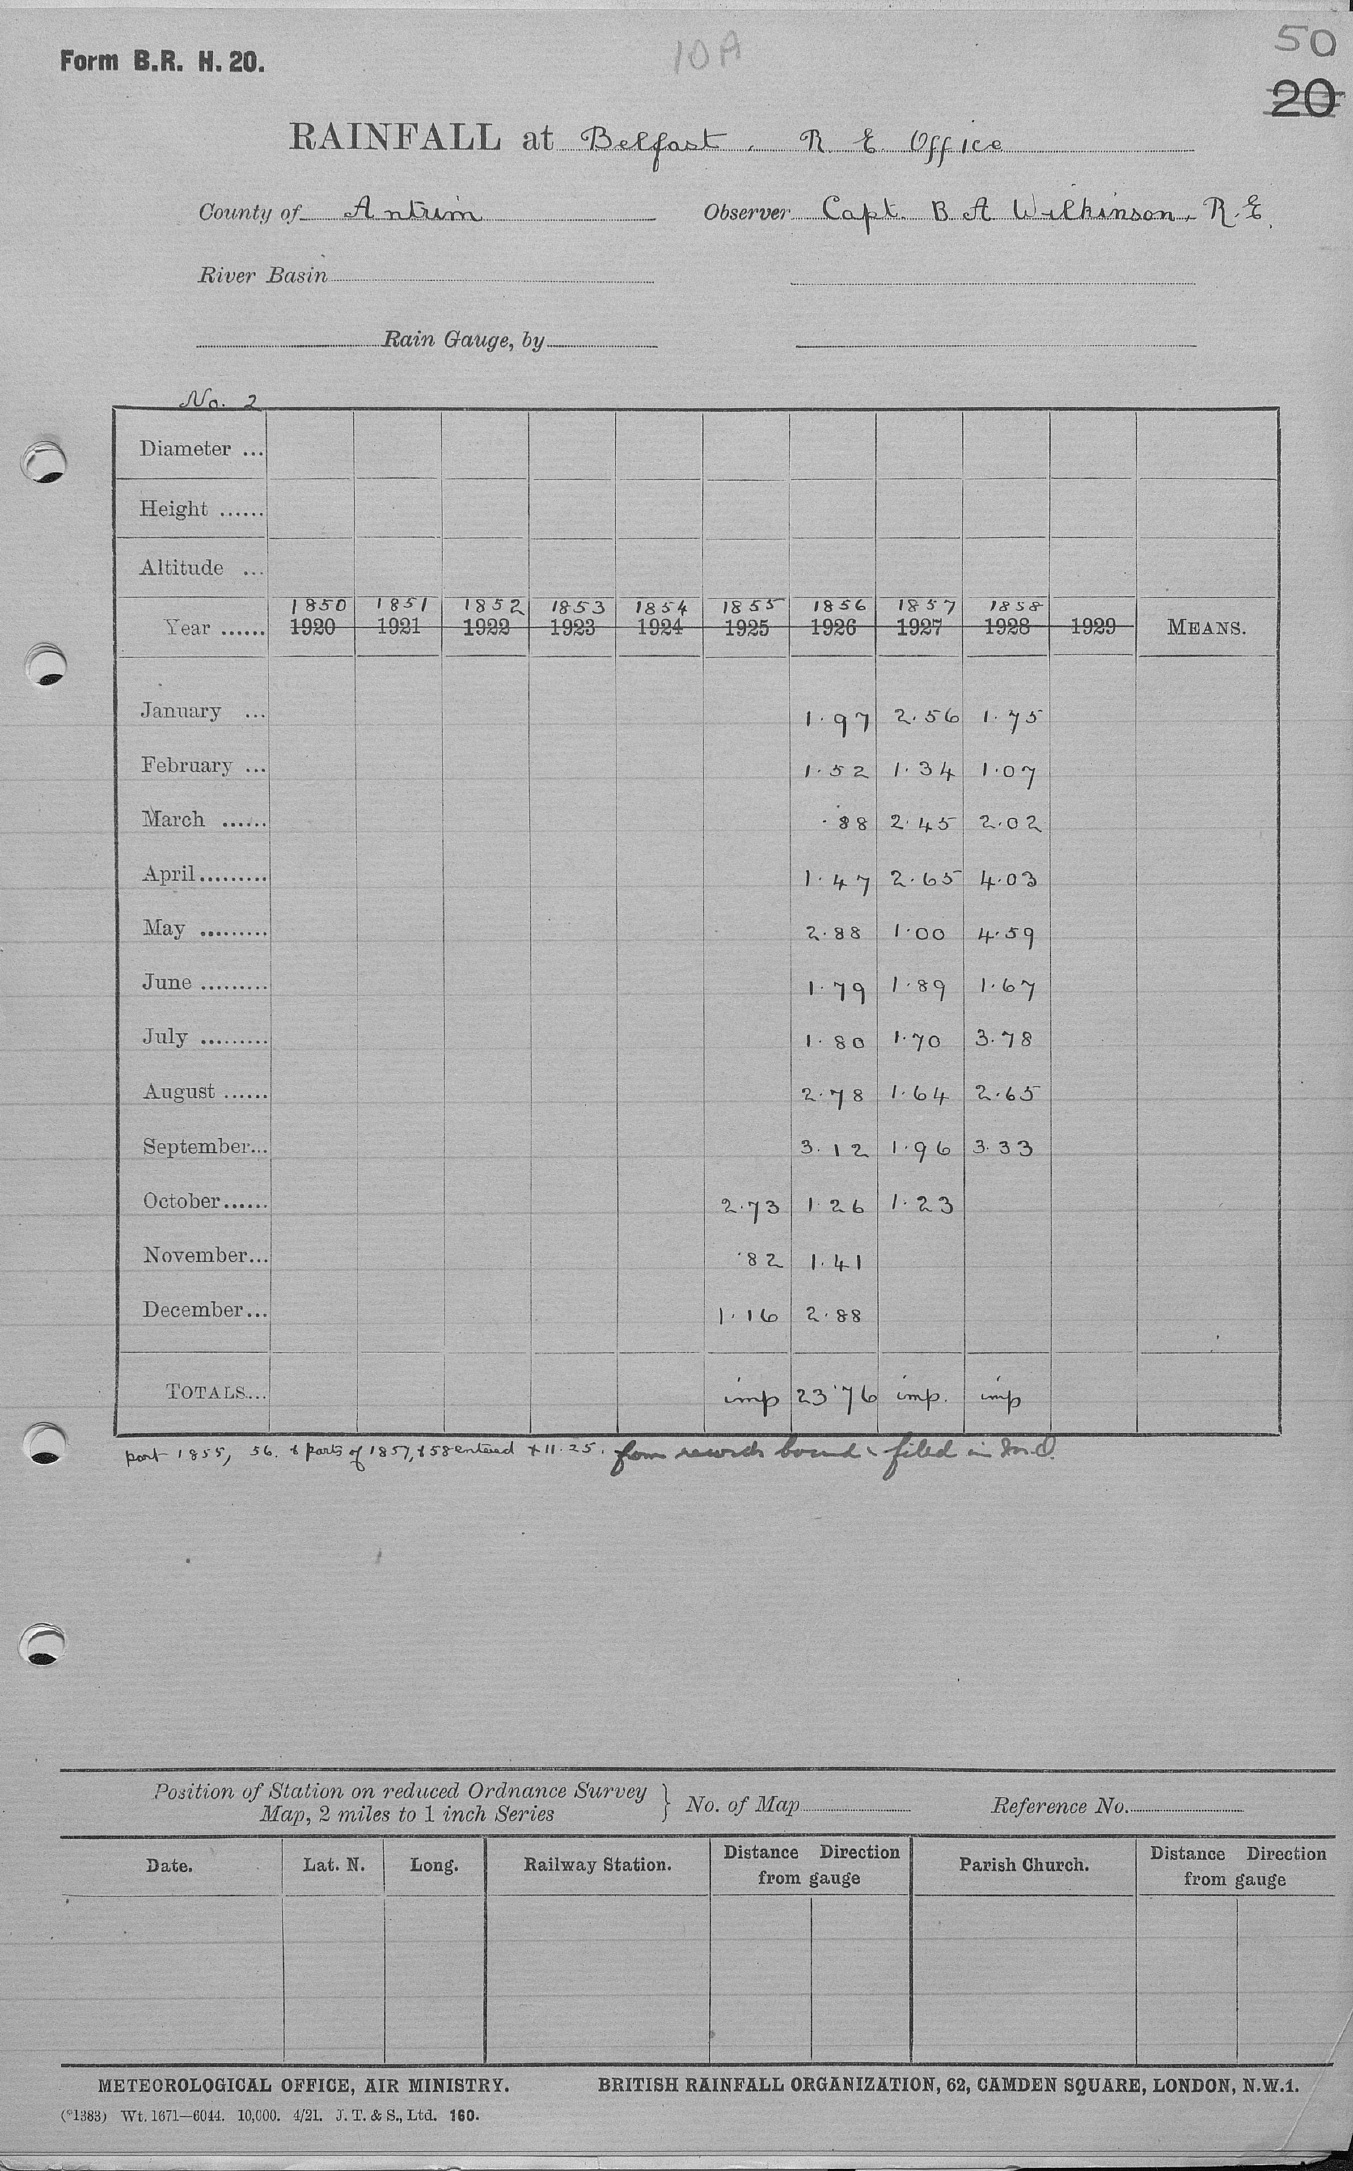 10A
50
Form B.R. H. 20.
20
RAINFALL at Belfast. R E Office
County of Antrim Observer Capt. B A Wilkinson, R.E.
River Basin
Rain Gauge, by
No. 2
Diameter ...
Height ......
Altitude ...
1850 1851 1852 1853 1854 1855 1856 1857 1858
Year ...... 1920 1921 1922 1923 1924 1925 1926 1927 1928 1929 MEANS.
January ... 1.97 2.56 1.75
February ... 1.52 1.34 1.07
March ...... .88 2.45 2.02
April ......... 1.47 2.65 4.03
May ......... 2.88 1.00 4.59
June ......... 1.79 1.89 1.67
July ......... 1.80 1.70 3.78
August ...... 2.78 1.64 2.65
September... 3.12 1.96 3.33
October...... 2.73 1.26 1.23
November... .82 1.41
December... 1.16 2.88
TOTALS... imp 23.76 imp. imp
part 1855, 56. & parts of 1857, & 58 entered 11.25. from records bound & filed in M.O.
Position of Station on reduced Ordnance Survey
Map, 2 miles to 1 inch Series } No. of Map Reference No.
Date. Lat. N. Long. Railway Station. Distance Direction from gauge Parish Church. Distance Direction from gauge
METEOROLOGICAL OFFICE, AIR MINISTRY. BRITISH RAINFALL ORGANIZATION, 62, CAMDEN SQUARE, LONDON, N.W.1.
(*1383) Wt. 1671—6044. 10,000. 4/21. J. T. & S., Ltd. 160.